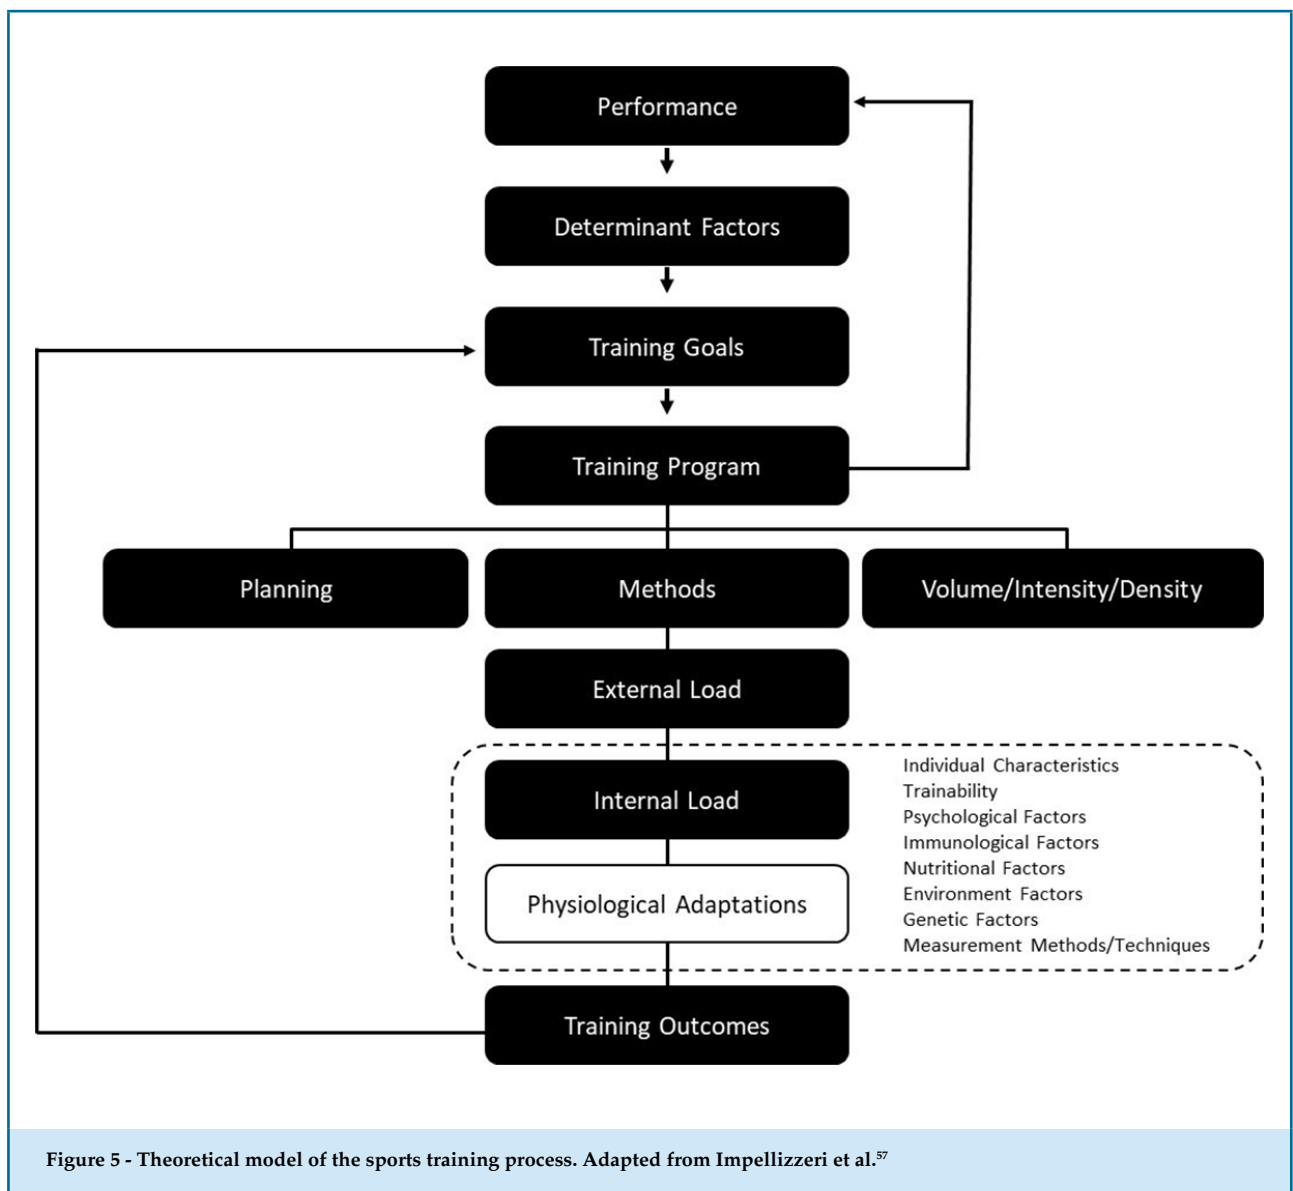 Performance
Determinant Factors
Training Goals
Training Program
Planning
Methods
Volume/Intensity/Density
External Load
Internal Load
Physiological Adaptations
Individual Characteristics
Trainability
Psychological Factors
Immunological Factors
Nutritional Factors
Environment Factors
Genetic Factors
Measurement Methods/Techniques
Training Outcomes
Figure 5 - Theoretical model of the sports training process. Adapted from Impellizzeri et al.⁵⁷